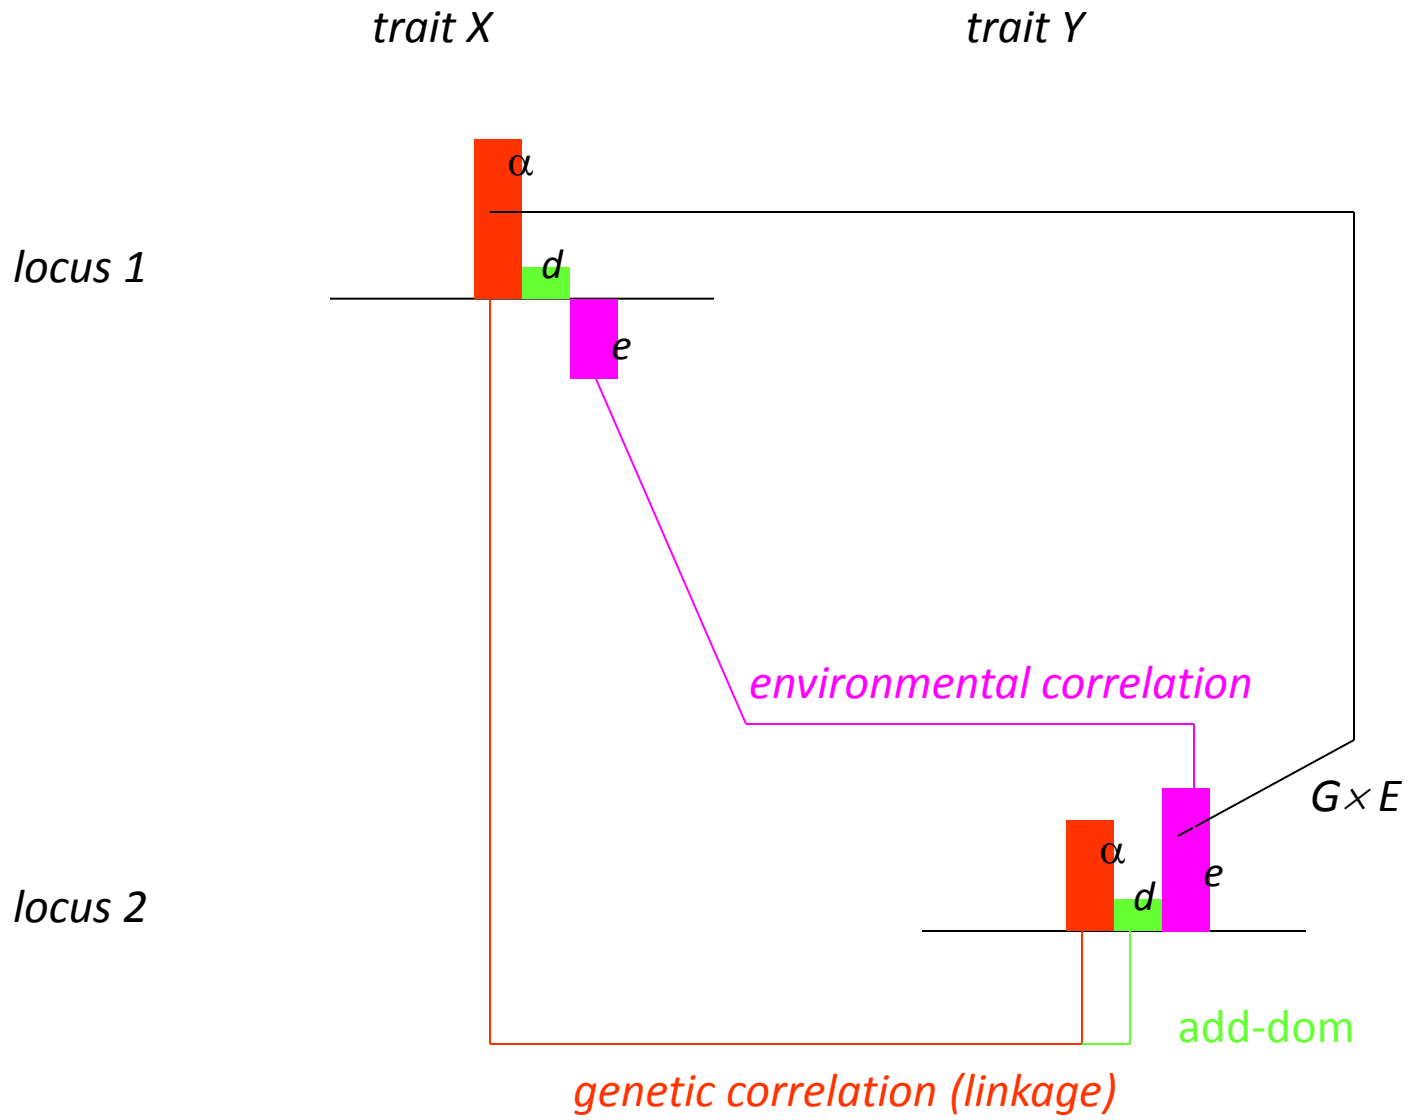 trait X
trait Y
α
locus 1
d
e
environmental correlation
G× E
α
e
locus 2
d
add-dom
genetic correlation (linkage)